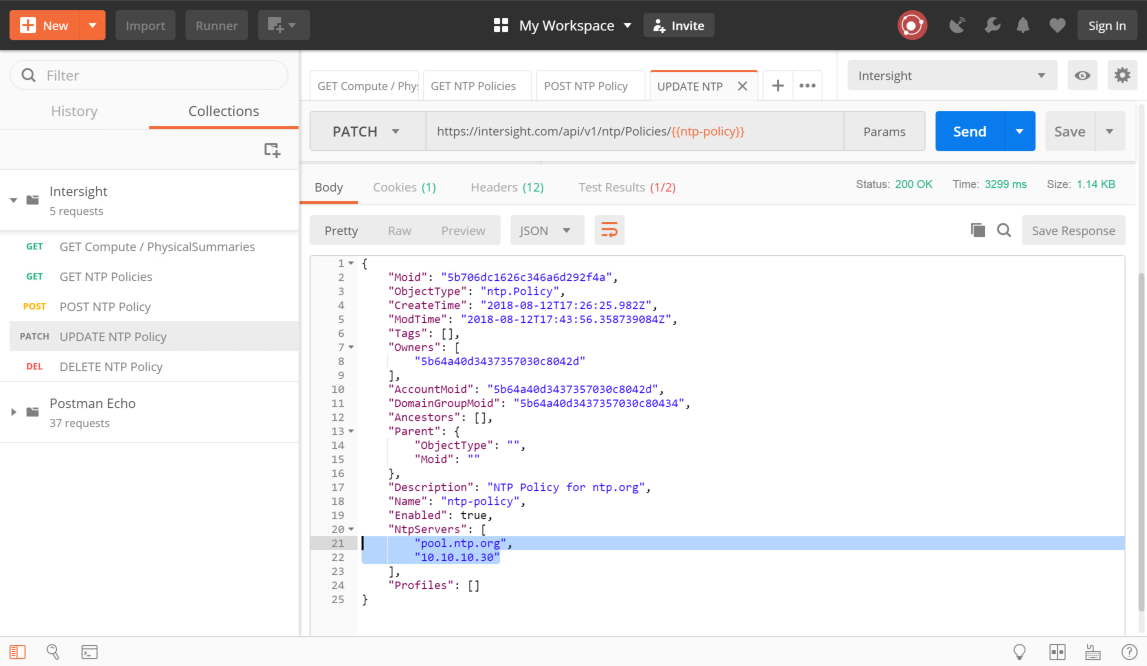 New
Import
Runner
My Workspace
Invite
Sign In
Filter
History
Collections
Intersight
5 requests
GET GET Compute / PhysicalSummaries
GET GET NTP Policies
POST POST NTP Policy
PATCH UPDATE NTP Policy
DEL DELETE NTP Policy
Postman Echo
37 requests
GET Compute / Phys
GET NTP Policies
POST NTP Policy
UPDATE NTP
Intersight
PATCH
https://intersight.com/api/v1/ntp/Policies/{{ntp-policy}}
Params
Send
Save
Body
Cookies (1)
Headers (12)
Test Results (1/2)
Status: 200 OK
Time: 3299 ms
Size: 1.14 KB
Pretty
Raw
Preview
JSON
Save Response
1 {
2 "Moid": "5b706dc1626c346a6d292f4a",
3 "ObjectType": "ntp.Policy",
4 "CreateTime": "2018-08-12T17:26:25.982Z",
5 "ModTime": "2018-08-12T17:43:56.358739084Z",
6 "Tags": [],
7 "Owners": [
8 "5b64a40d3437357030c8042d"
9 ],
10 "AccountMoid": "5b64a40d3437357030c8042d",
11 "DomainGroupMoid": "5b64a40d3437357030c80434",
12 "Ancestors": [],
13 "Parent": {
14 "ObjectType": "",
15 "Moid": ""
16 },
17 "Description": "NTP Policy for ntp.org",
18 "Name": "ntp-policy",
19 "Enabled": true,
20 "NtpServers": [
21 "pool.ntp.org",
22 "10.10.10.30"
23 ],
24 "Profiles": []
25 }